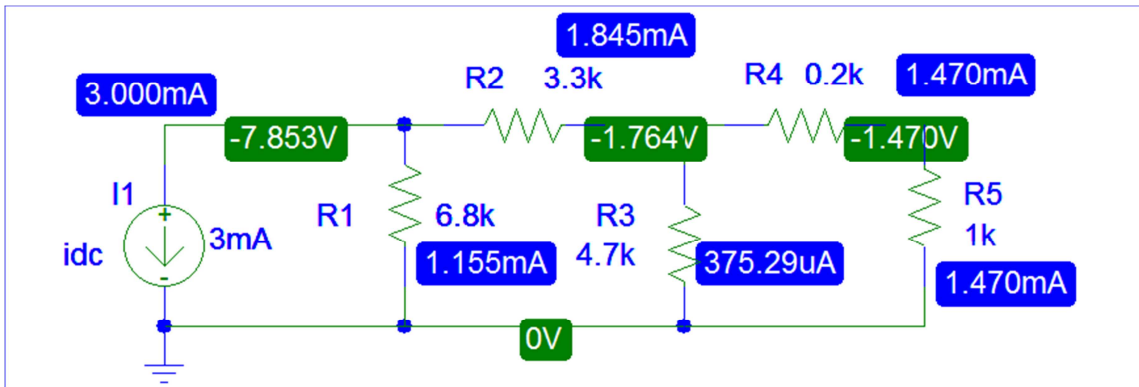 1.845mA
R2 3.3k
R4 0.2k
1.470mA
3.000mA
-7.853V
-1.764V
-1.470V
I1
+
3mA
idc
-
R1 6.8k
1.155mA
R3
4.7k
375.29uA
R5
1k
1.470mA
0V